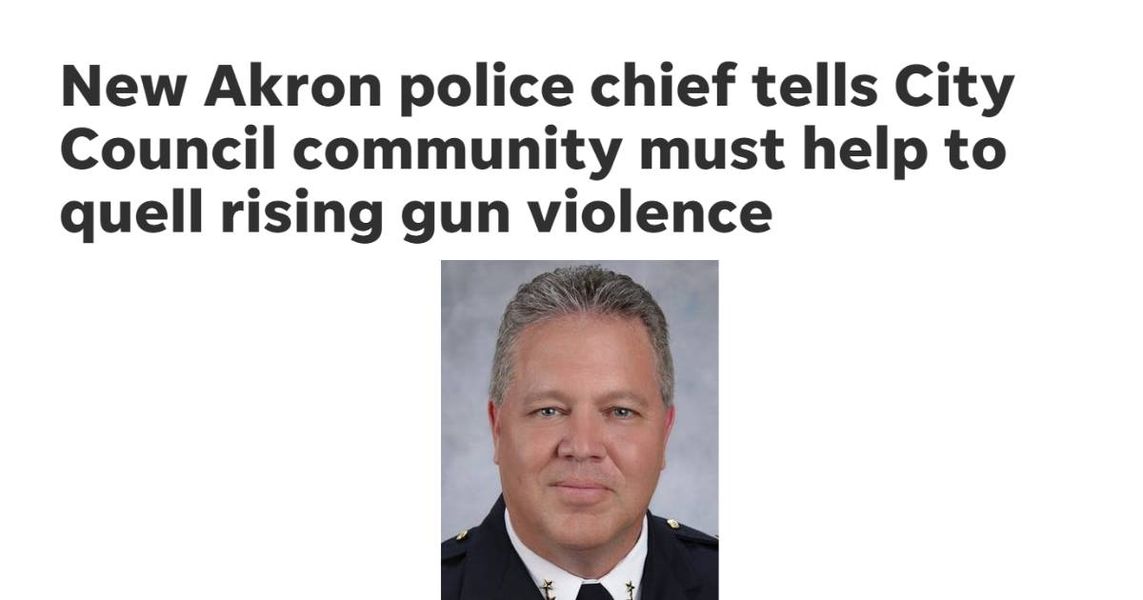 New Akron police chief tells City
Council community must help to
quell rising gun violence